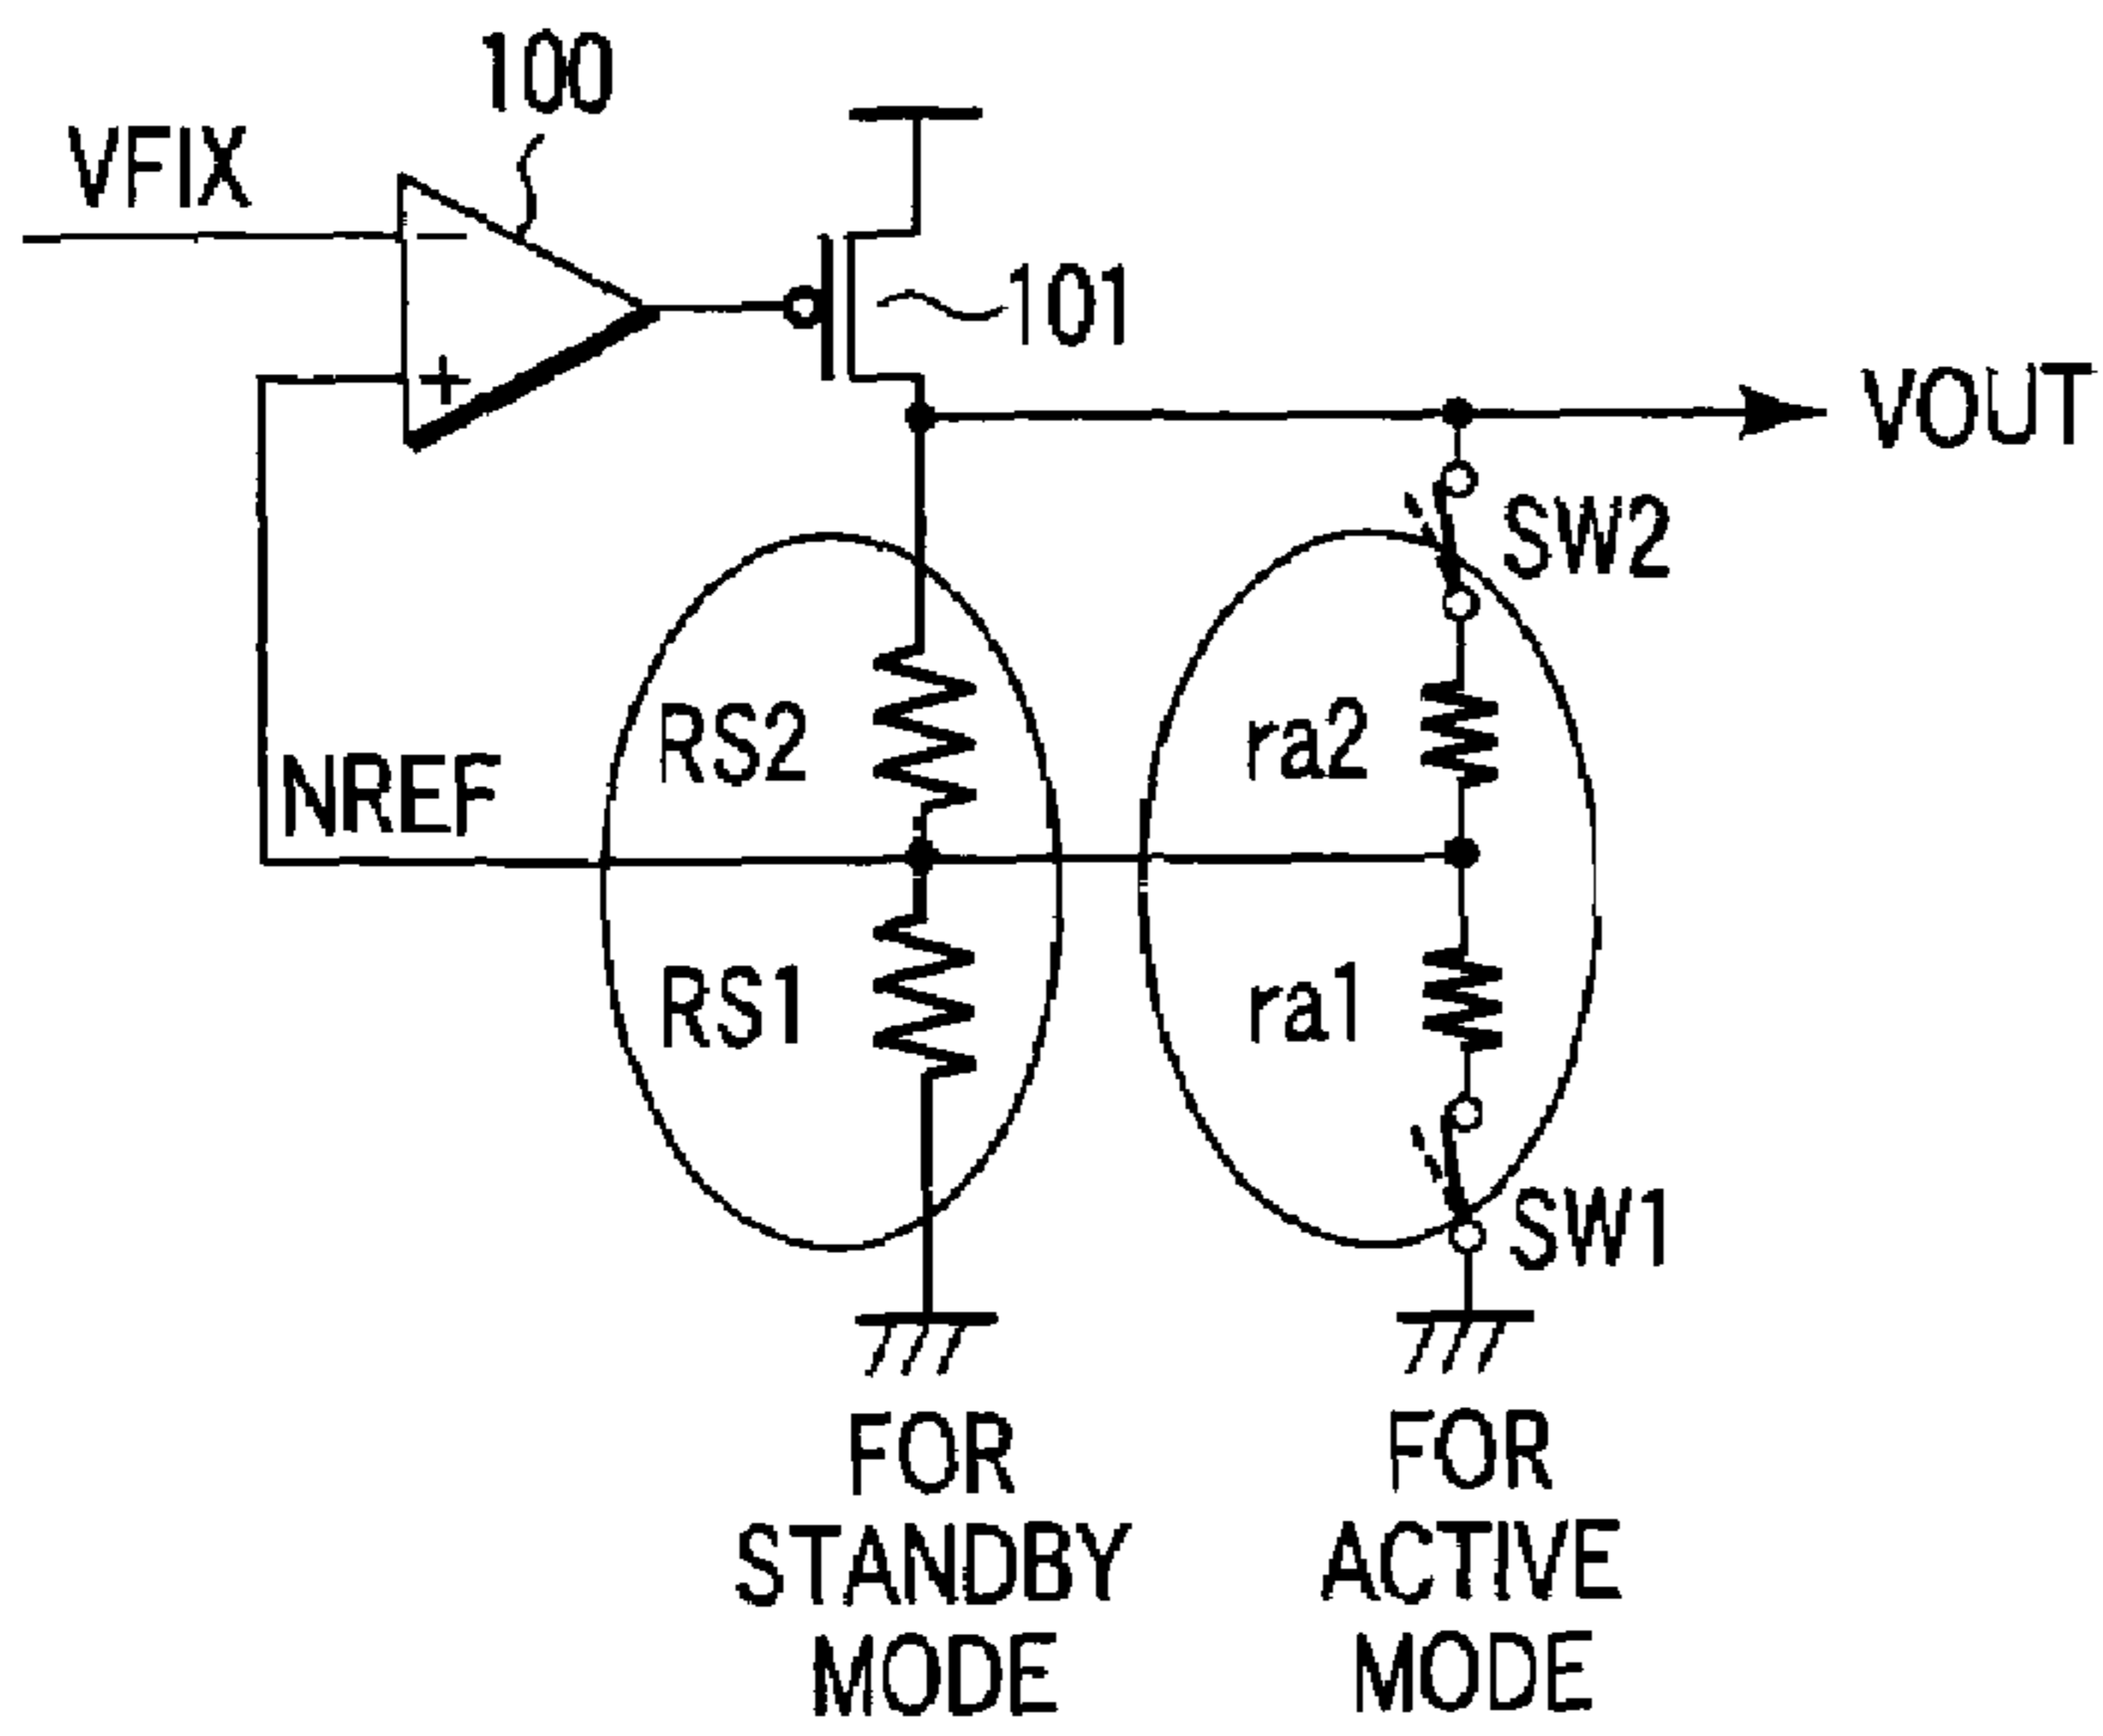 100
VFIX
−
101
+
VOUT
SW2
RS2
ra2
NREF
RS1
ra1
SW1
FOR
STANDBY
MODE
FOR
ACTIVE
MODE